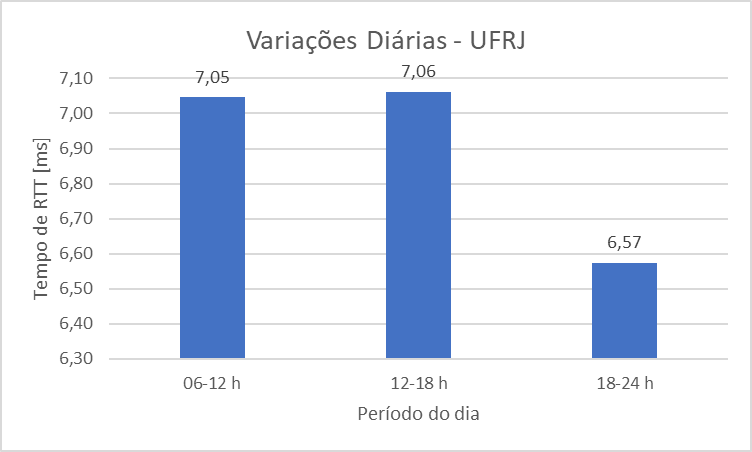 Variações Diárias - UFRJ
7,10
7,00
6,90
6,80
6,70
6,60
6,50
6,40
6,30
Tempo de RTT [ms]
7,05
7,06
6,57
06-12 h
12-18 h
18-24 h
Período do dia